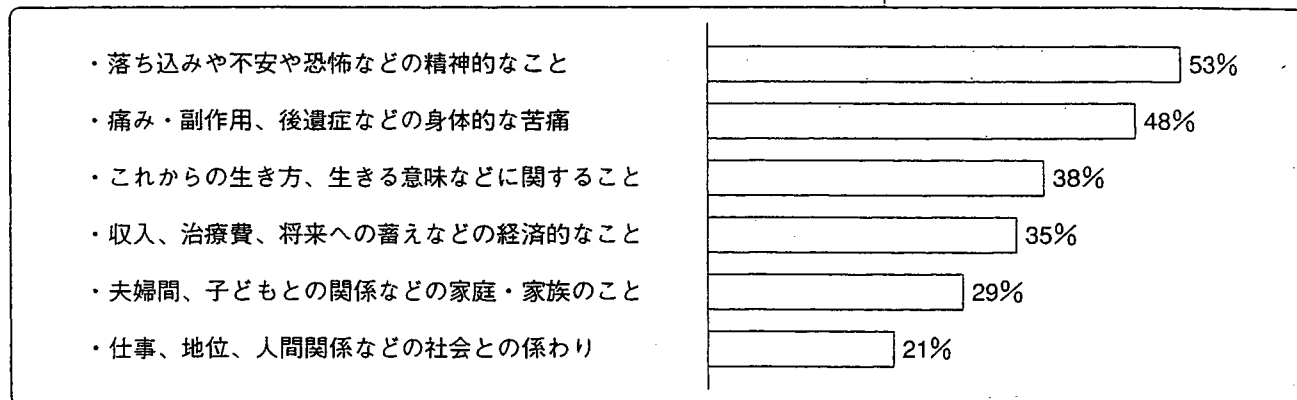 ・落ち込みや不安や恐怖などの精神的なこと 53%
・痛み・副作用、後遺症などの身体的な苦痛 48%
・これからの生き方、生きる意味などに関すること 38%
・収入、治療費、将来への蓄えなどの経済的なこと 35%
・夫婦間、子どもとの関係などの家庭・家族のこと 29%
・仕事、地位、人間関係などの社会との係わり 21%